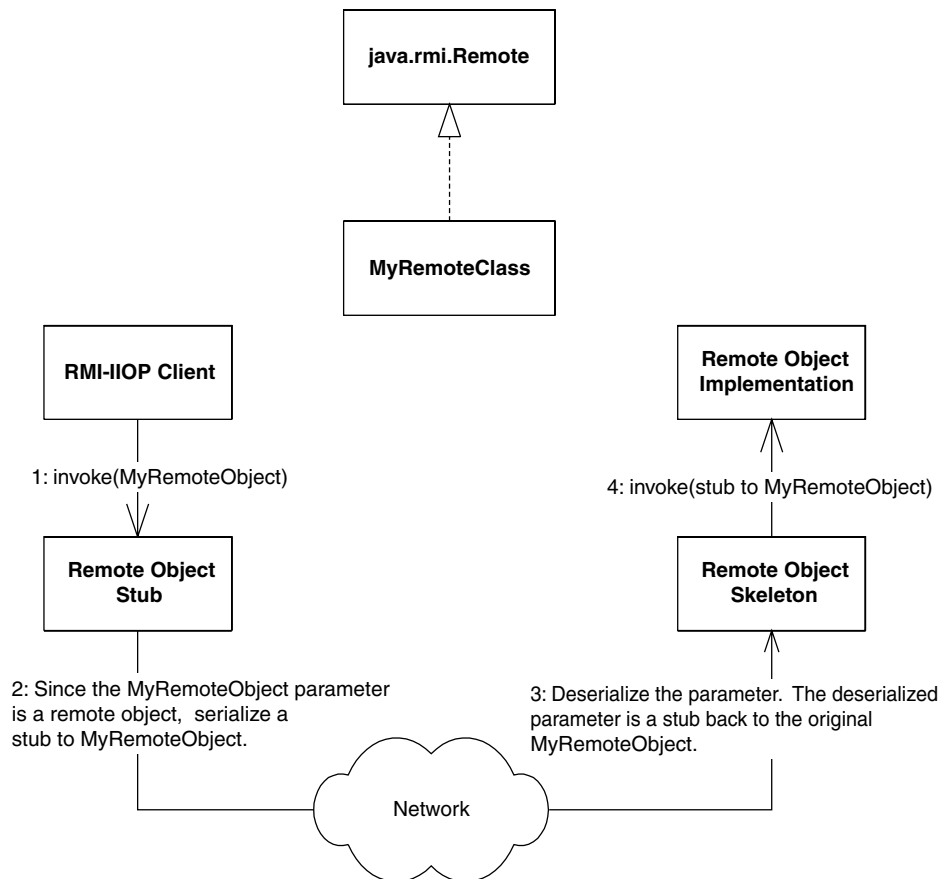 java.rmi.Remote
MyRemoteClass
RMI-IIOP Client
Remote Object
Implementation
1: invoke(MyRemoteObject)
4: invoke(stub to MyRemoteObject)
Remote Object
Stub
Remote Object
Skeleton
2: Since the MyRemoteObject parameter
is a remote object, serialize a
stub to MyRemoteObject.
3: Deserialize the parameter. The deserialized
parameter is a stub back to the original
MyRemoteObject.
Network